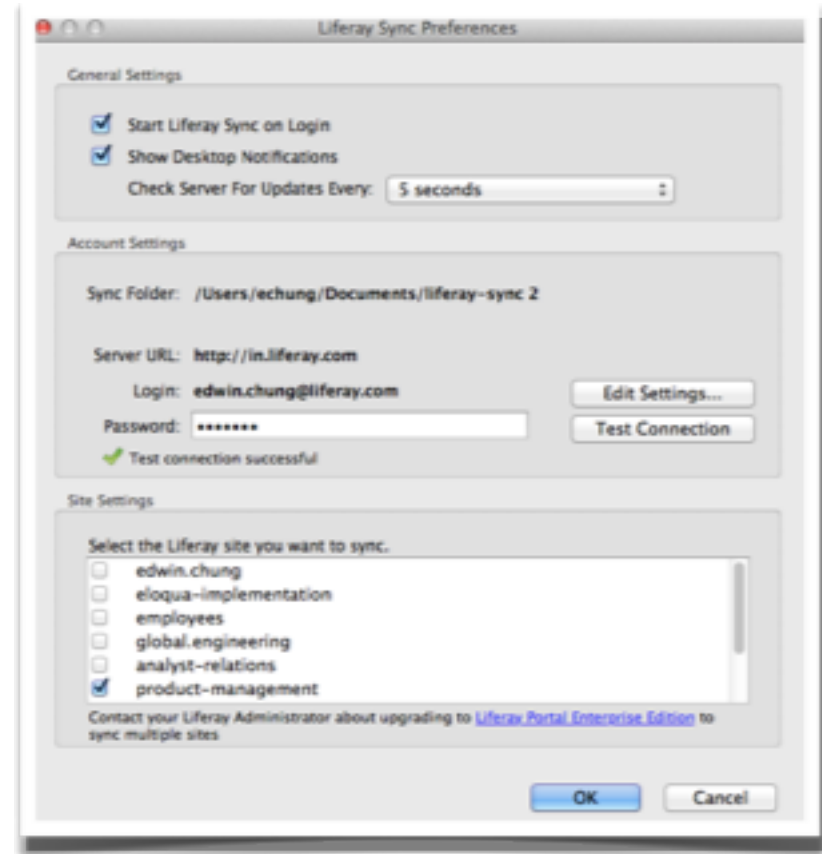 Liferay Sync Preferences
General Settings
Start Liferay Sync on Login
Show Desktop Notifications
Check Server For Updates Every: 5 seconds
Account Settings
Sync Folder: /Users/echung/Documents/liferay-sync 2
Server URL: http://in.liferay.com
Login: edwin.chung@liferay.com
Edit Settings...
Password: •••••••
Test Connection
Test connection successful
Site Settings
Select the Liferay site you want to sync.
edwin.chung
eloqua-implementation
employees
global.engineering
analyst-relations
product-management
Contact your Liferay Administrator about upgrading to Liferay Portal Enterprise Edition to
sync multiple sites
OK Cancel